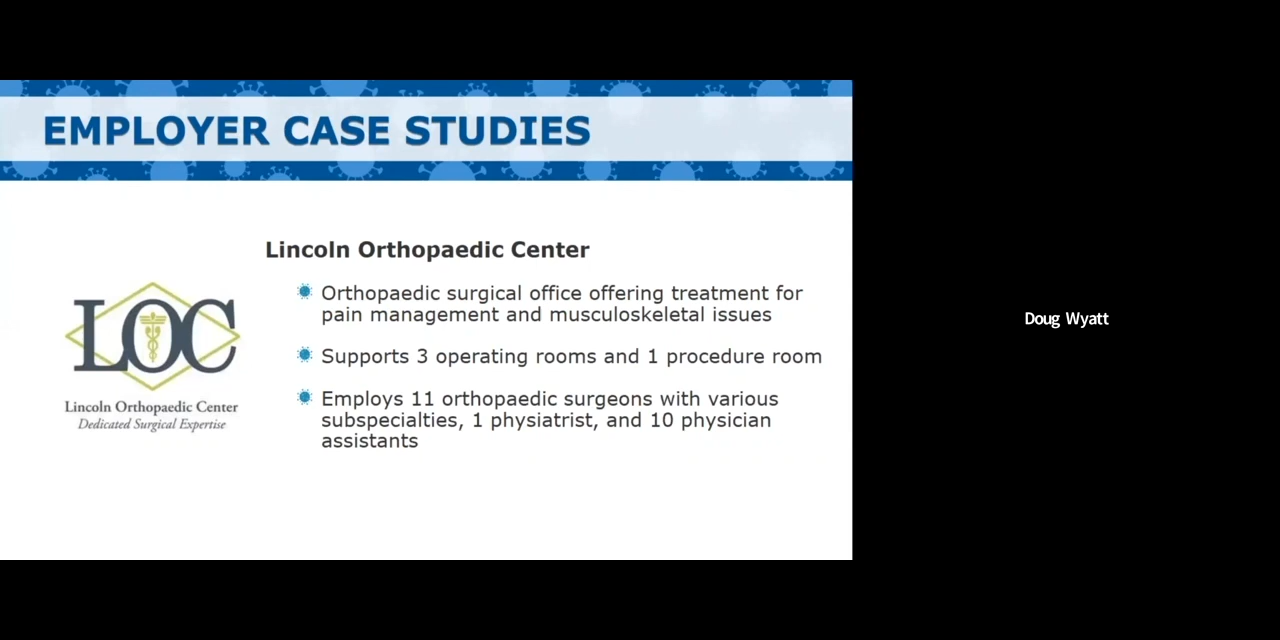 EMPLOYER CASE STUDIES
Lincoln Orthopaedic Center
Orthopaedic surgical office offering treatment for
pain management and musculoskeletal issues
Supports 3 operating rooms and 1 procedure room
Employs 11 orthopaedic surgeons with various
subspecialties, 1 physiatrist, and 10 physician
assistants
LOC
Lincoln Orthopaedic Center
Dedicated Surgical Expertise
Doug Wyatt